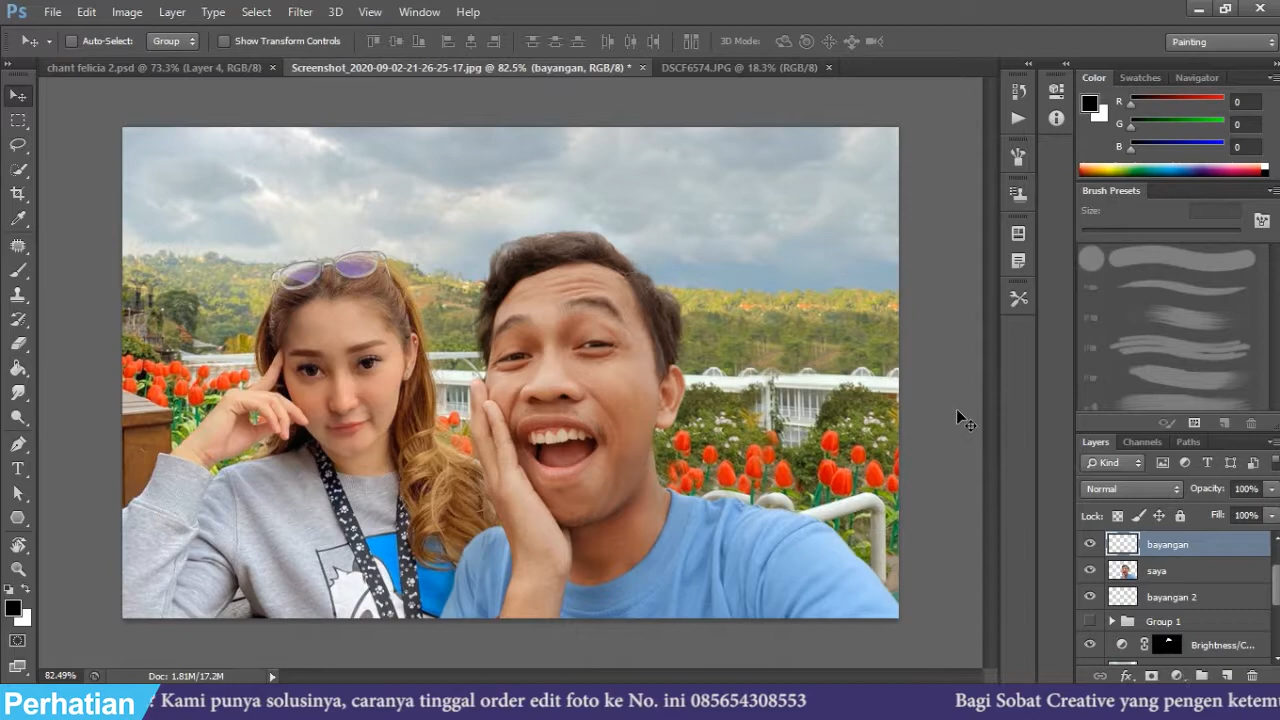 Ps File Edit Image Layer Type Select Filter 3D View Window Help
Auto-Select: Group Show Transform Controls 3D Mode: Painting
chant felicia 2.psd @ 73.3% (Layer 4, RGB/8) × Screenshot_2020-09-02-21-26-25-17.jpg @ 82.5% (bayangan, RGB/8) * × DSCF6574.JPG @ 18.3% (RGB/8) ×
Color Swatches Navigator
R 0
G 0
B 0
Brush Presets
Size:
Layers Channels Paths
Kind
Normal Opacity: 100%
Lock: Fill: 100%
bayangan
saya
bayangan 2
Group 1
Brightness/C...
fx
82.49% Doc: 1.81M/17.2M
Perhatian ? Kami punya solusinya, caranya tinggal order edit foto ke No. ini 085654308553 Bagi Sobat Creative yang pengen ketem